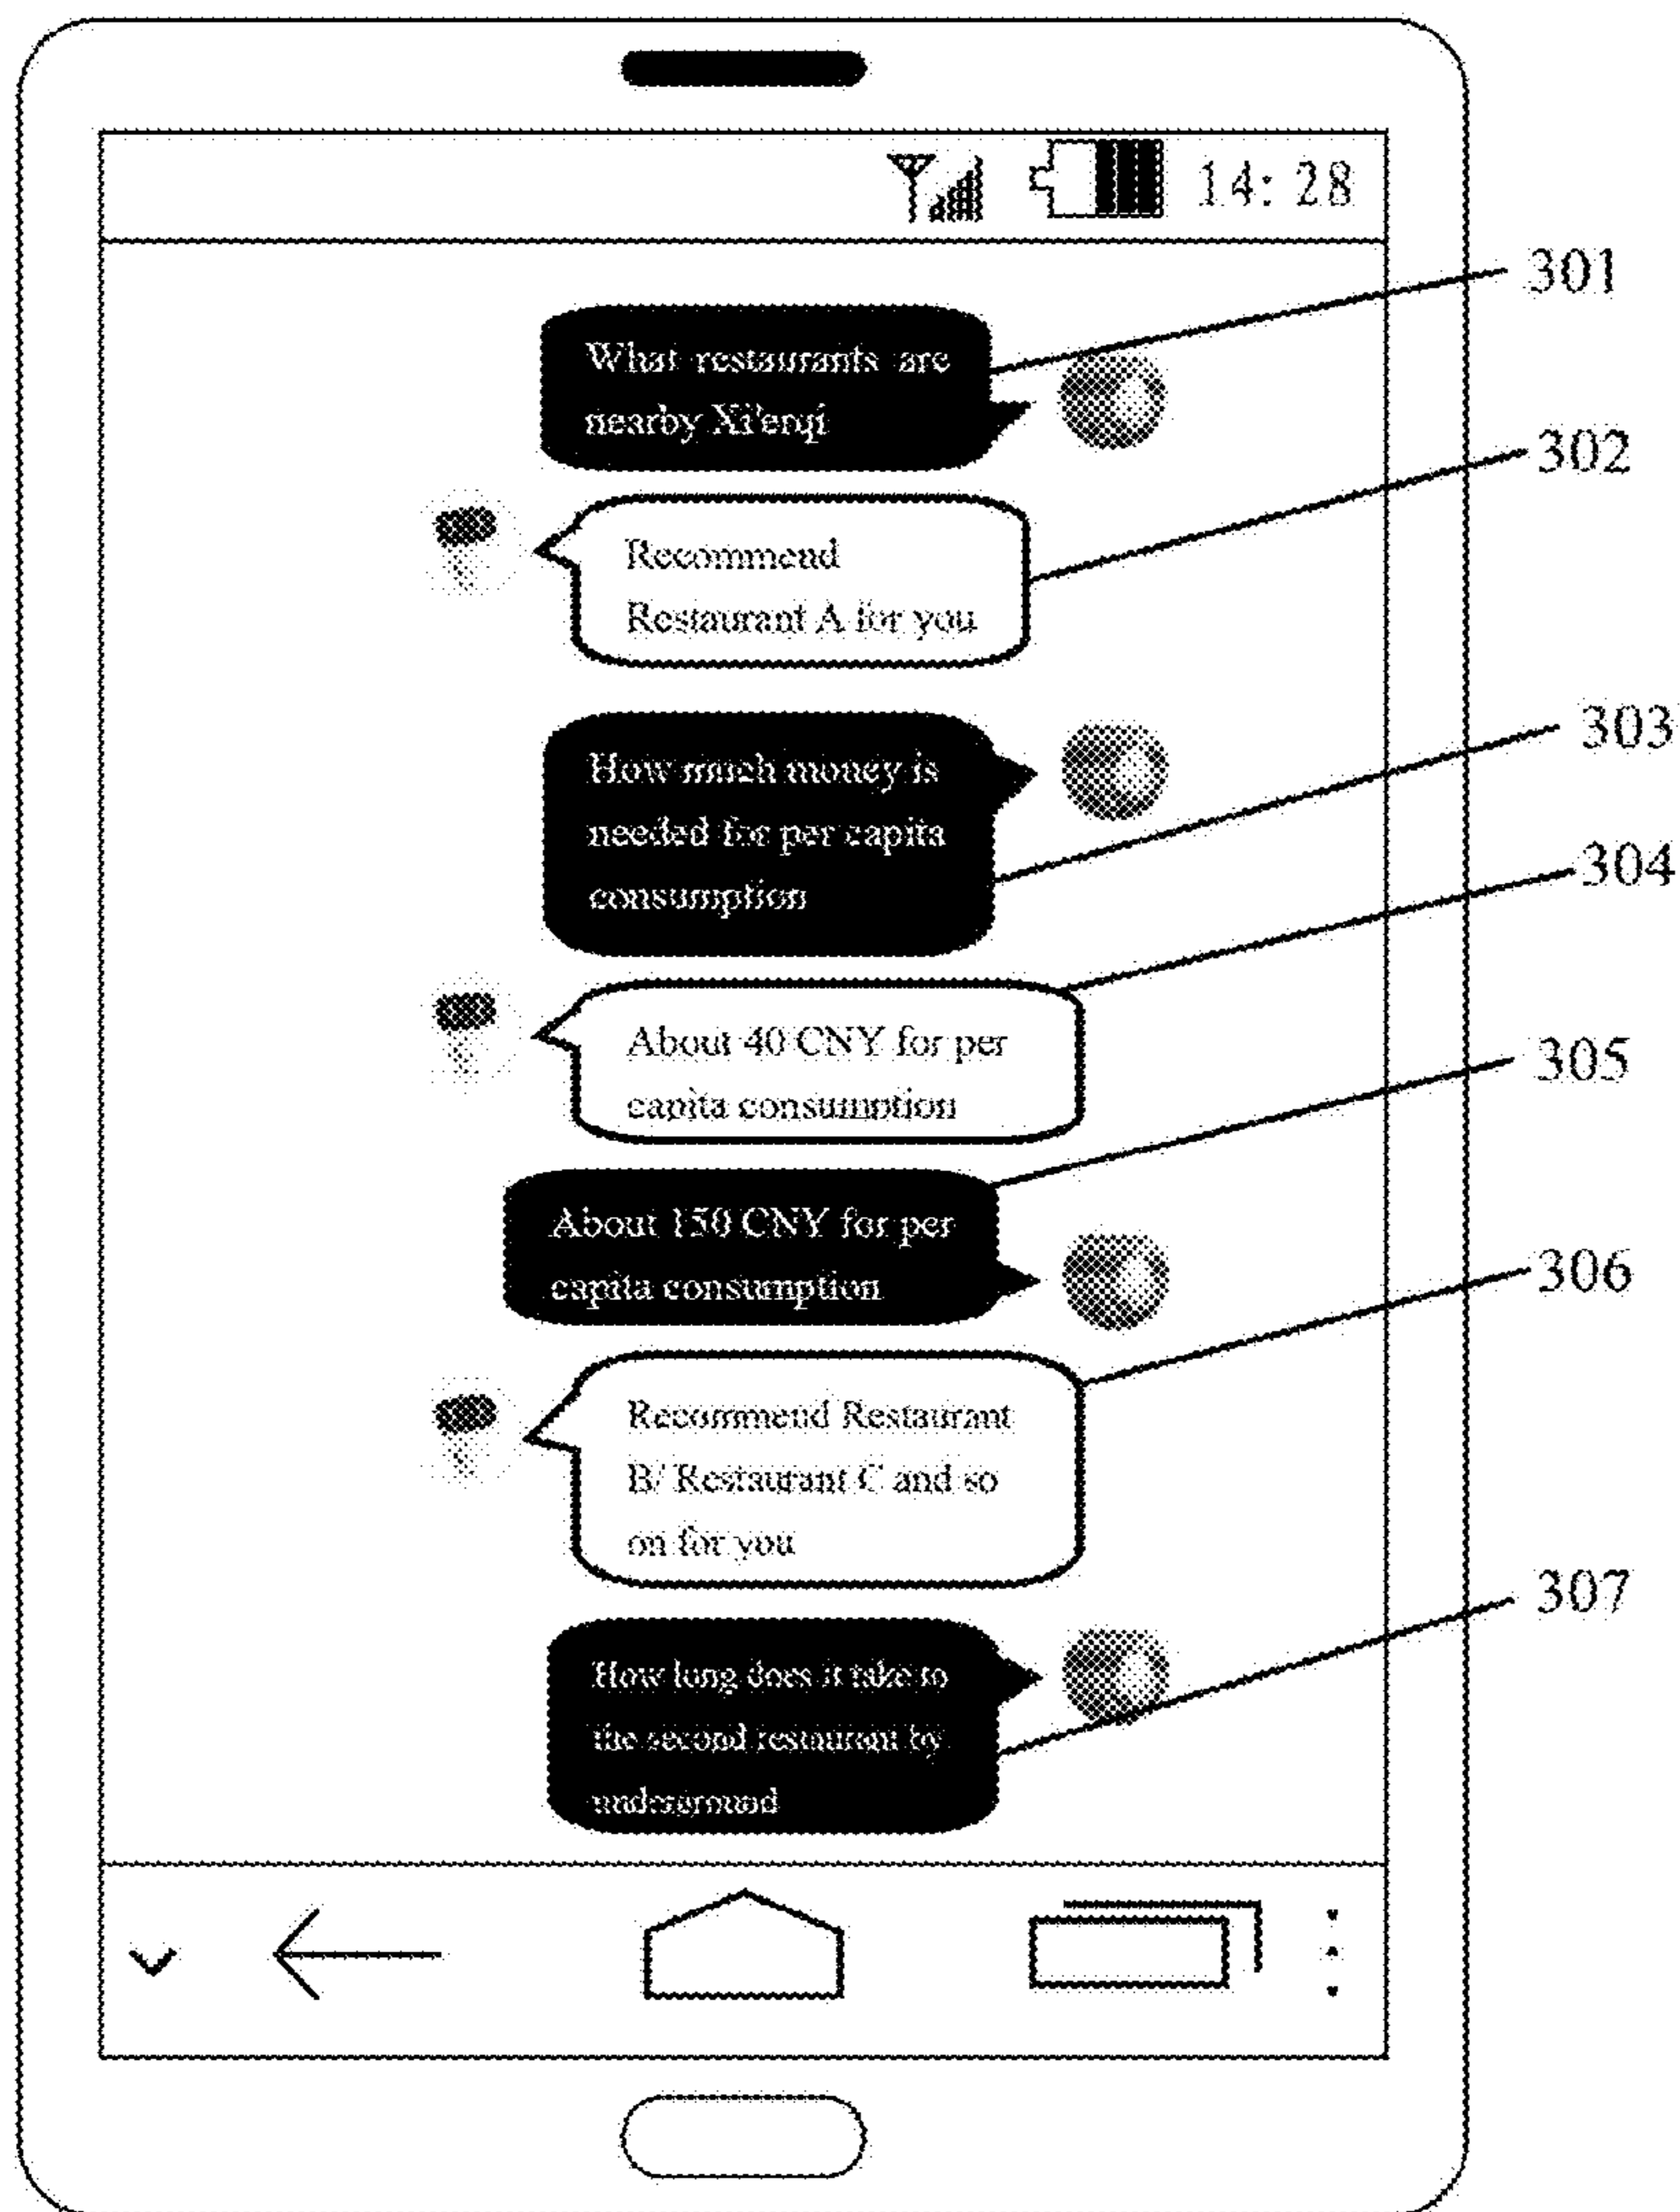 14: 28
301
What restaurants are
nearby Xi'erqi
302
Recommend
Restaurant A for you
303
How much money is
needed for per capita
consumption
304
About 40 CNY for per
capita consumption
305
About 150 CNY for per
capita consumption
306
Recommend Restaurant
B/ Restaurant C and so
on for you
307
How long does it take to
the second restaurant by
underground